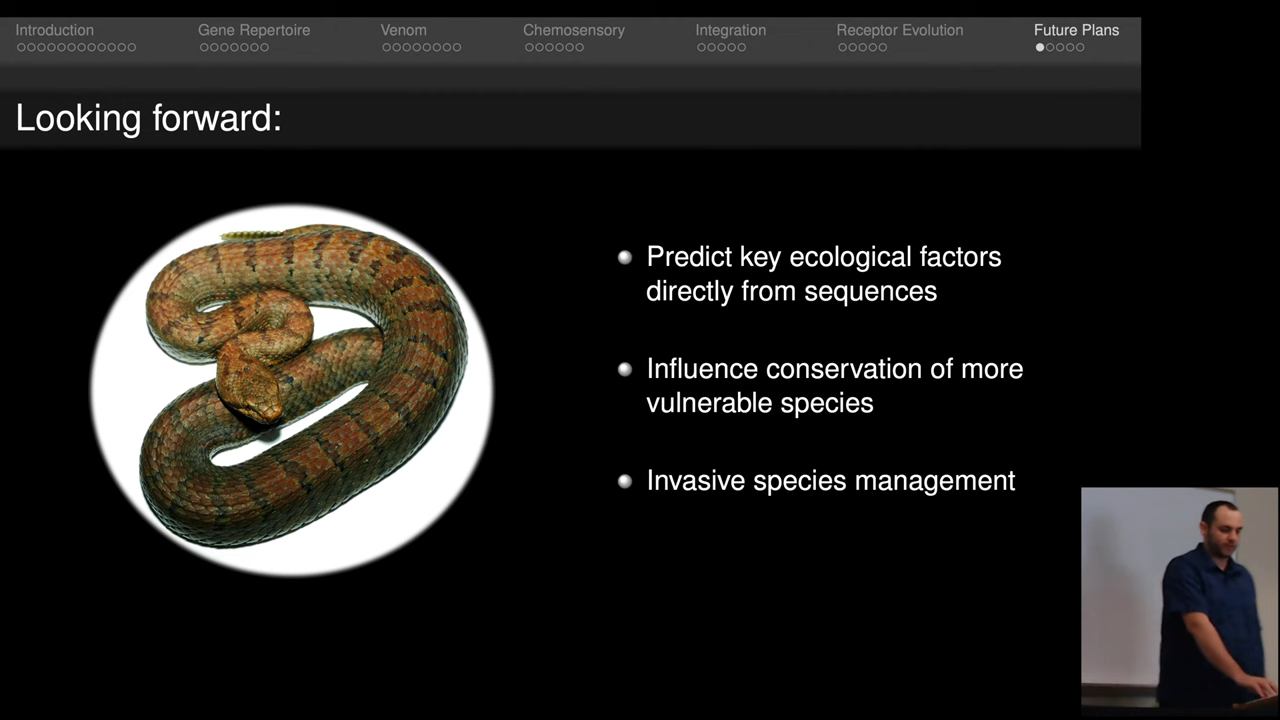 Introduction
Gene Repertoire
Venom
Chemosensory
Integration
Receptor Evolution
Future Plans
Looking forward:
Predict key ecological factors
directly from sequences
Influence conservation of more
vulnerable species
Invasive species management